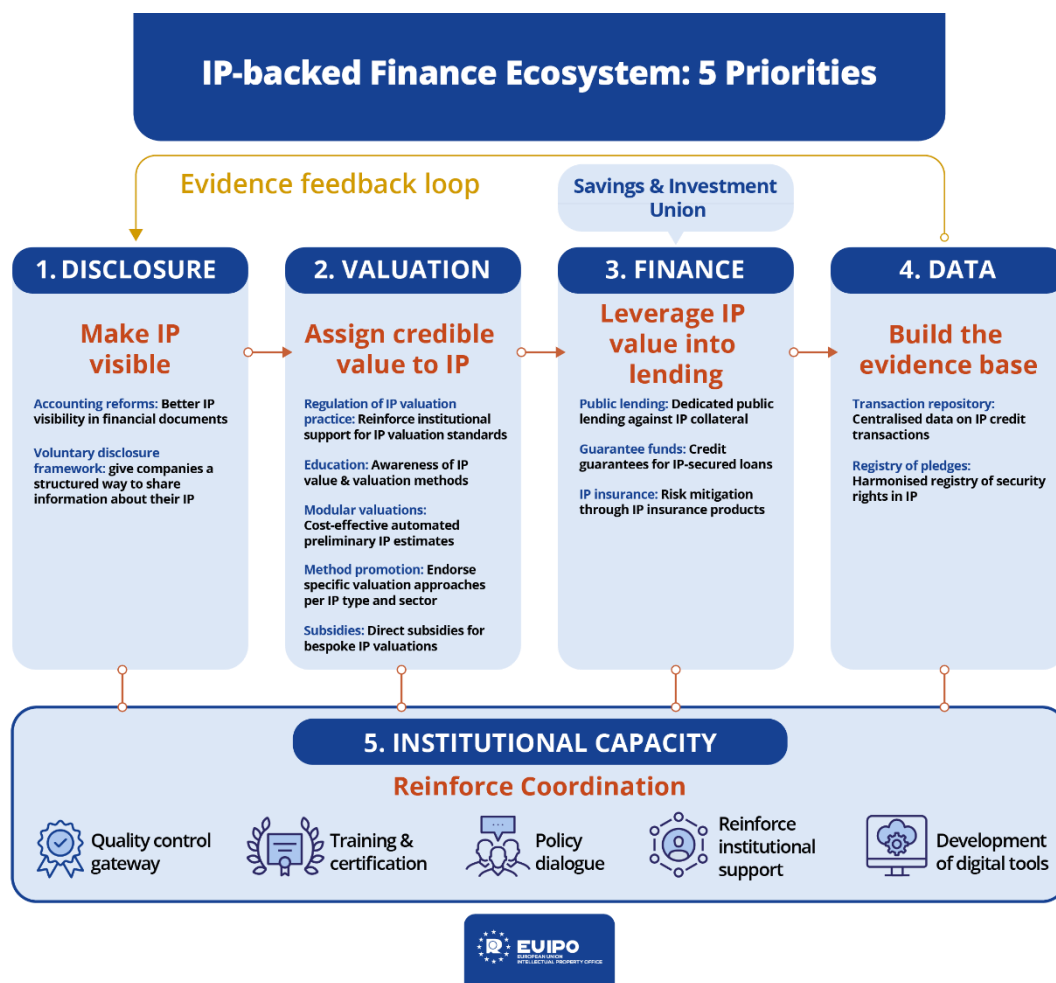 IP-backed Finance Ecosystem: 5 Priorities
Evidence feedback loop
Savings & Investment
Union
1. DISCLOSURE
Make IP
visible
Accounting reforms: Better IP
visibility in financial documents
Voluntary disclosure
framework: give companies a
structured way to share
information about their IP
2. VALUATION
Assign credible
value to IP
Regulation of IP valuation
practice: Reinforce institutional
support for IP valuation standards
Education: Awareness of IP
value & valuation methods
Modular valuations:
Cost-effective automated
preliminary IP estimates
Method promotion: Endorse
specific valuation approaches
per IP type and sector
Subsidies: Direct subsidies for
bespoke IP valuations
3. FINANCE
Leverage IP
value into
lending
Public lending: Dedicated public
lending against IP collateral
Guarantee funds: Credit
guarantees for IP-secured loans
IP insurance: Risk mitigation
through IP insurance products
4. DATA
Build the
evidence base
Transaction repository:
Centralised data on IP credit
transactions
Registry of pledges:
Harmonised registry of security
rights in IP
5. INSTITUTIONAL CAPACITY
Reinforce Coordination
Quality control
gateway
Training &
certification
Policy
dialogue
Reinforce
institutional
support
Development
of digital tools
EUIPO
EUROPEAN UNION
INTELLECTUAL PROPERTY OFFICE